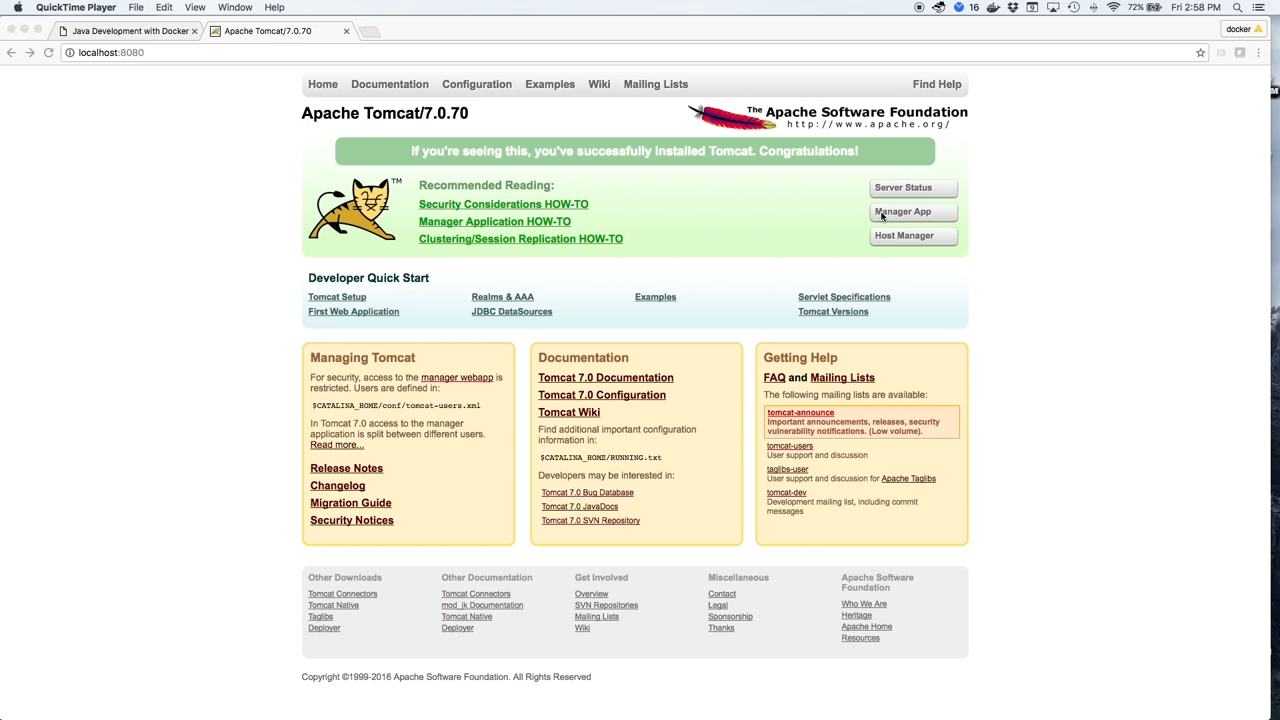 QuickTime Player File Edit View Window Help
16 72% Fri 2:58 PM
Java Development with Docker
Apache Tomcat/7.0.70
docker
localhost:8080
Home Documentation Configuration Examples Wiki Mailing Lists Find Help
Apache Tomcat/7.0.70
The Apache Software Foundation
http://www.apache.org/
If you're seeing this, you've successfully installed Tomcat. Congratulations!
TM
Recommended Reading:
Security Considerations HOW-TO
Manager Application HOW-TO
Clustering/Session Replication HOW-TO
Server Status
Manager App
Host Manager
Developer Quick Start
Tomcat Setup
First Web Application
Realms & AAA
JDBC DataSources
Examples
Servlet Specifications
Tomcat Versions
Managing Tomcat
For security, access to the manager webapp is
restricted. Users are defined in:
$CATALINA_HOME/conf/tomcat-users.xml
In Tomcat 7.0 access to the manager
application is split between different users.
Read more...
Release Notes
Changelog
Migration Guide
Security Notices
Documentation
Tomcat 7.0 Documentation
Tomcat 7.0 Configuration
Tomcat Wiki
Find additional important configuration
information in:
$CATALINA_HOME/RUNNING.txt
Developers may be interested in:
Tomcat 7.0 Bug Database
Tomcat 7.0 JavaDocs
Tomcat 7.0 SVN Repository
Getting Help
FAQ and Mailing Lists
The following mailing lists are available:
tomcat-announce
Important announcements, releases, security
vulnerability notifications. (Low volume).
tomcat-users
User support and discussion
taglibs-user
User support and discussion for Apache Taglibs
tomcat-dev
Development mailing list, including commit
messages
Other Downloads
Tomcat Connectors
Tomcat Native
Taglibs
Deployer
Other Documentation
Tomcat Connectors
mod_jk Documentation
Tomcat Native
Deployer
Get Involved
Overview
SVN Repositories
Mailing Lists
Wiki
Miscellaneous
Contact
Legal
Sponsorship
Thanks
Apache Software
Foundation
Who We Are
Heritage
Apache Home
Resources
Copyright ©1999-2016 Apache Software Foundation. All Rights Reserved